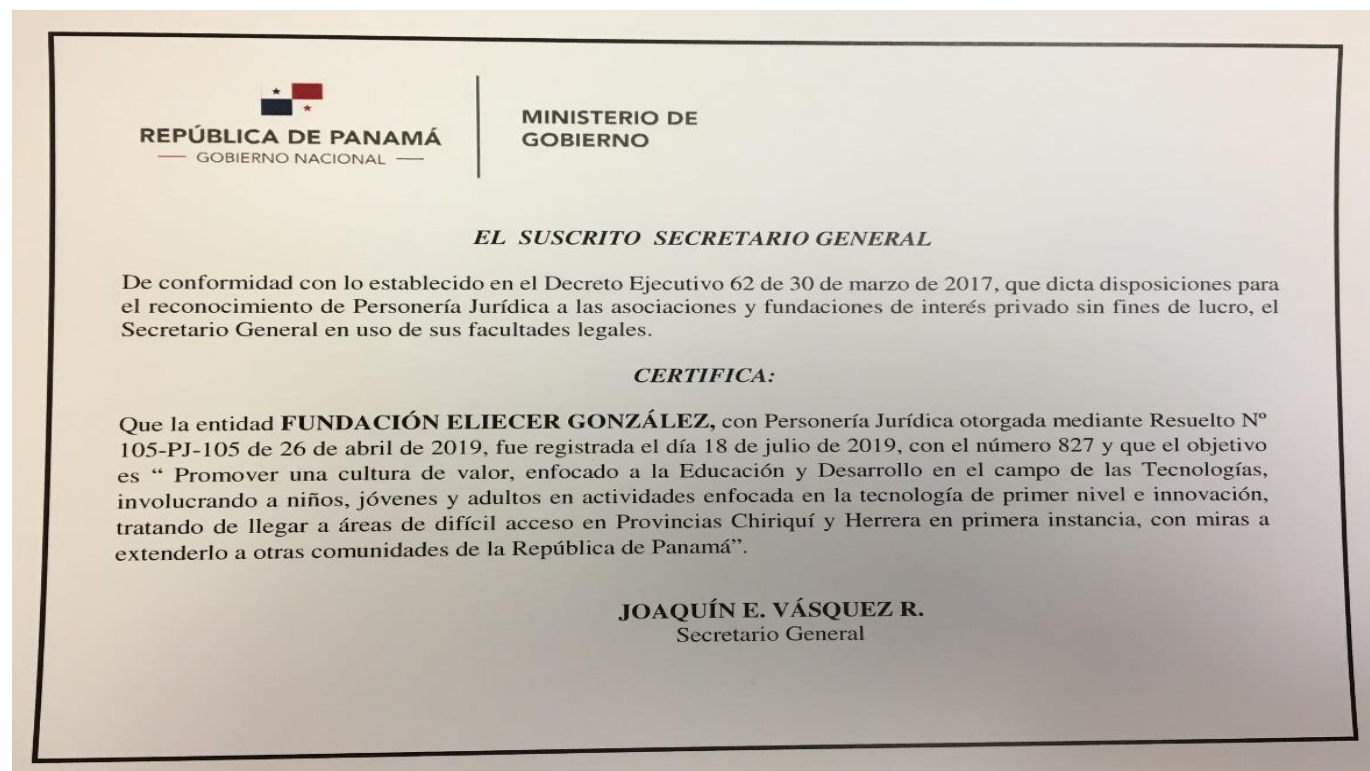 REPÚBLICA DE PANAMÁ
— GOBIERNO NACIONAL —
MINISTERIO DE
GOBIERNO
EL SUSCRITO SECRETARIO GENERAL
De conformidad con lo establecido en el Decreto Ejecutivo 62 de 30 de marzo de 2017, que dicta disposiciones para
el reconocimiento de Personería Jurídica a las asociaciones y fundaciones de interés privado sin fines de lucro, el
Secretario General en uso de sus facultades legales.
CERTIFICA:
Que la entidad FUNDACIÓN ELIECER GONZÁLEZ, con Personería Jurídica otorgada mediante Resuelto Nº
105-PJ-105 de 26 de abril de 2019, fue registrada el día 18 de julio de 2019, con el número 827 y que el objetivo
es “ Promover una cultura de valor, enfocado a la Educación y Desarrollo en el campo de las Tecnologías,
involucrando a niños, jóvenes y adultos en actividades enfocada en la tecnología de primer nivel e innovación,
tratando de llegar a áreas de difícil acceso en Provincias Chiriquí y Herrera en primera instancia, con miras a
extenderlo a otras comunidades de la República de Panamá”.
JOAQUÍN E. VÁSQUEZ R.
Secretario General